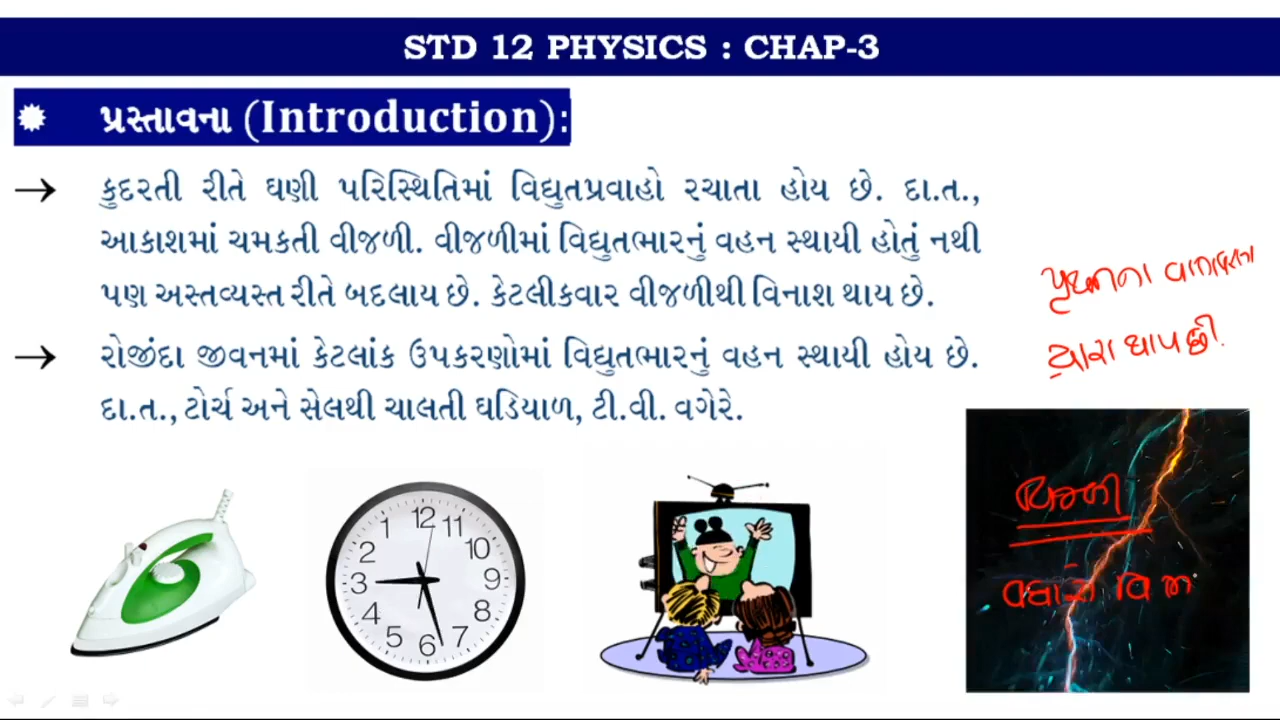 STD 12 PHYSICS : CHAP-3
પ્રસ્તાવના (Introduction):
→ કુદરતી રીતે ઘણી પરિસ્થિતિમાં વિદ્યુતપ્રવાહો રચાતા હોય છે. દા.ત.,
આકાશમાં ચમકતી વીજળી. વીજળીમાં વિદ્યુતભારનું વહન સ્થાયી હોતું નથી
પણ અસ્તવ્યસ્ત રીતે બદલાય છે. કેટલીકવાર વીજળીથી વિનાશ થાય છે.
→ રોજીંદા જીવનમાં કેટલાંક ઉપકરણોમાં વિદ્યુતભારનું વહન સ્થાયી હોય છે.
દા.ત., ટોર્ચ અને સેલથી ચાલતી ઘડિયાળ, ટી.વી. વગેરે.
12
1 11
2 10
3 9
4 8
5 7
6